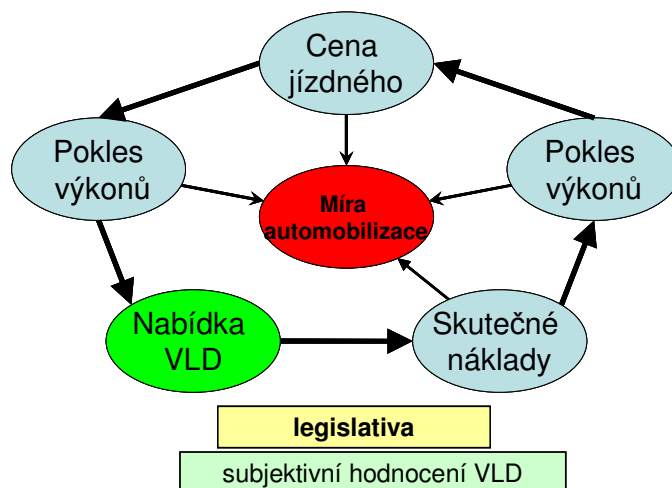 Cena
jízdného
Pokles
výkonů
Pokles
výkonů
Míra
automobilizace
Nabídka
VLD
Skutečné
náklady
legislativa
subjektivní hodnocení VLD